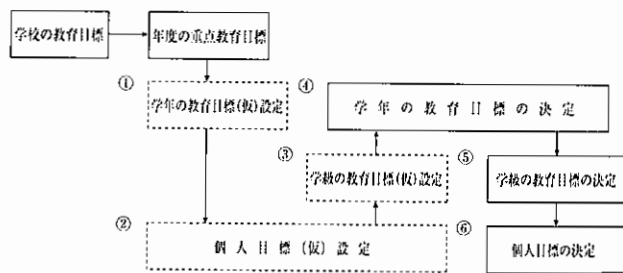 学校の教育目標
年度の重点教育目標
①
学年の教育目標(仮)設定
④
学年の教育目標の決定
③
学級の教育目標(仮)設定
⑤
学級の教育目標の決定
②
個人目標(仮)設定
⑥
個人目標の決定